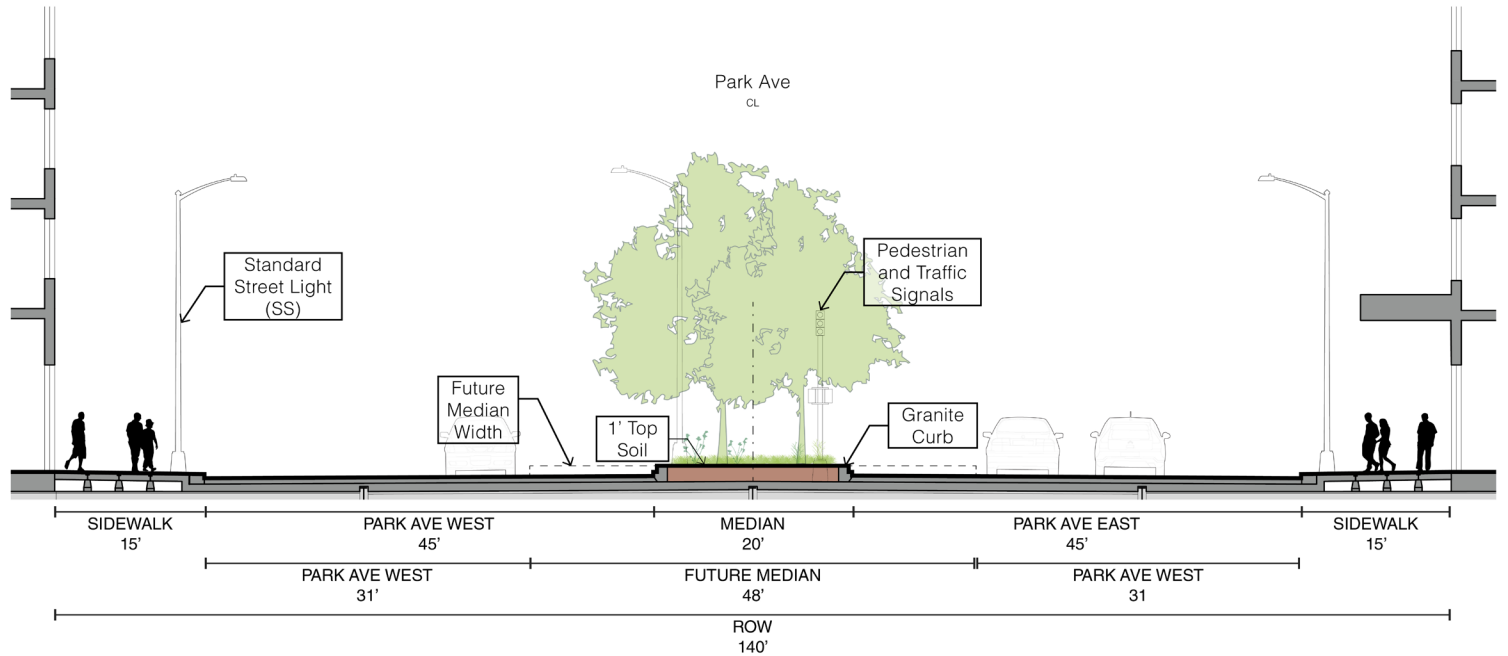 Park Ave
CL
Standard
Street Light
(SS)
Pedestrian
and Traffic
Signals
Future
Median
Width
1' Top
Soil
Granite
Curb
SIDEWALK
15'
PARK AVE WEST
45'
MEDIAN
20'
PARK AVE EAST
45'
SIDEWALK
15'
PARK AVE WEST
31'
FUTURE MEDIAN
48'
PARK AVE WEST
31
ROW
140'